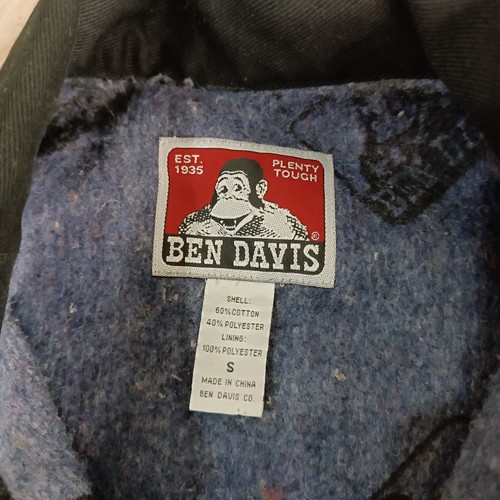 EST.
1935
PLENTY
TOUGH
®
BEN DAVIS
SHELL:
60%COTTON
40%POLYESTER
LINING:
100%POLYESTER
S
MADE IN CHINA
BEN DAVIS CO.